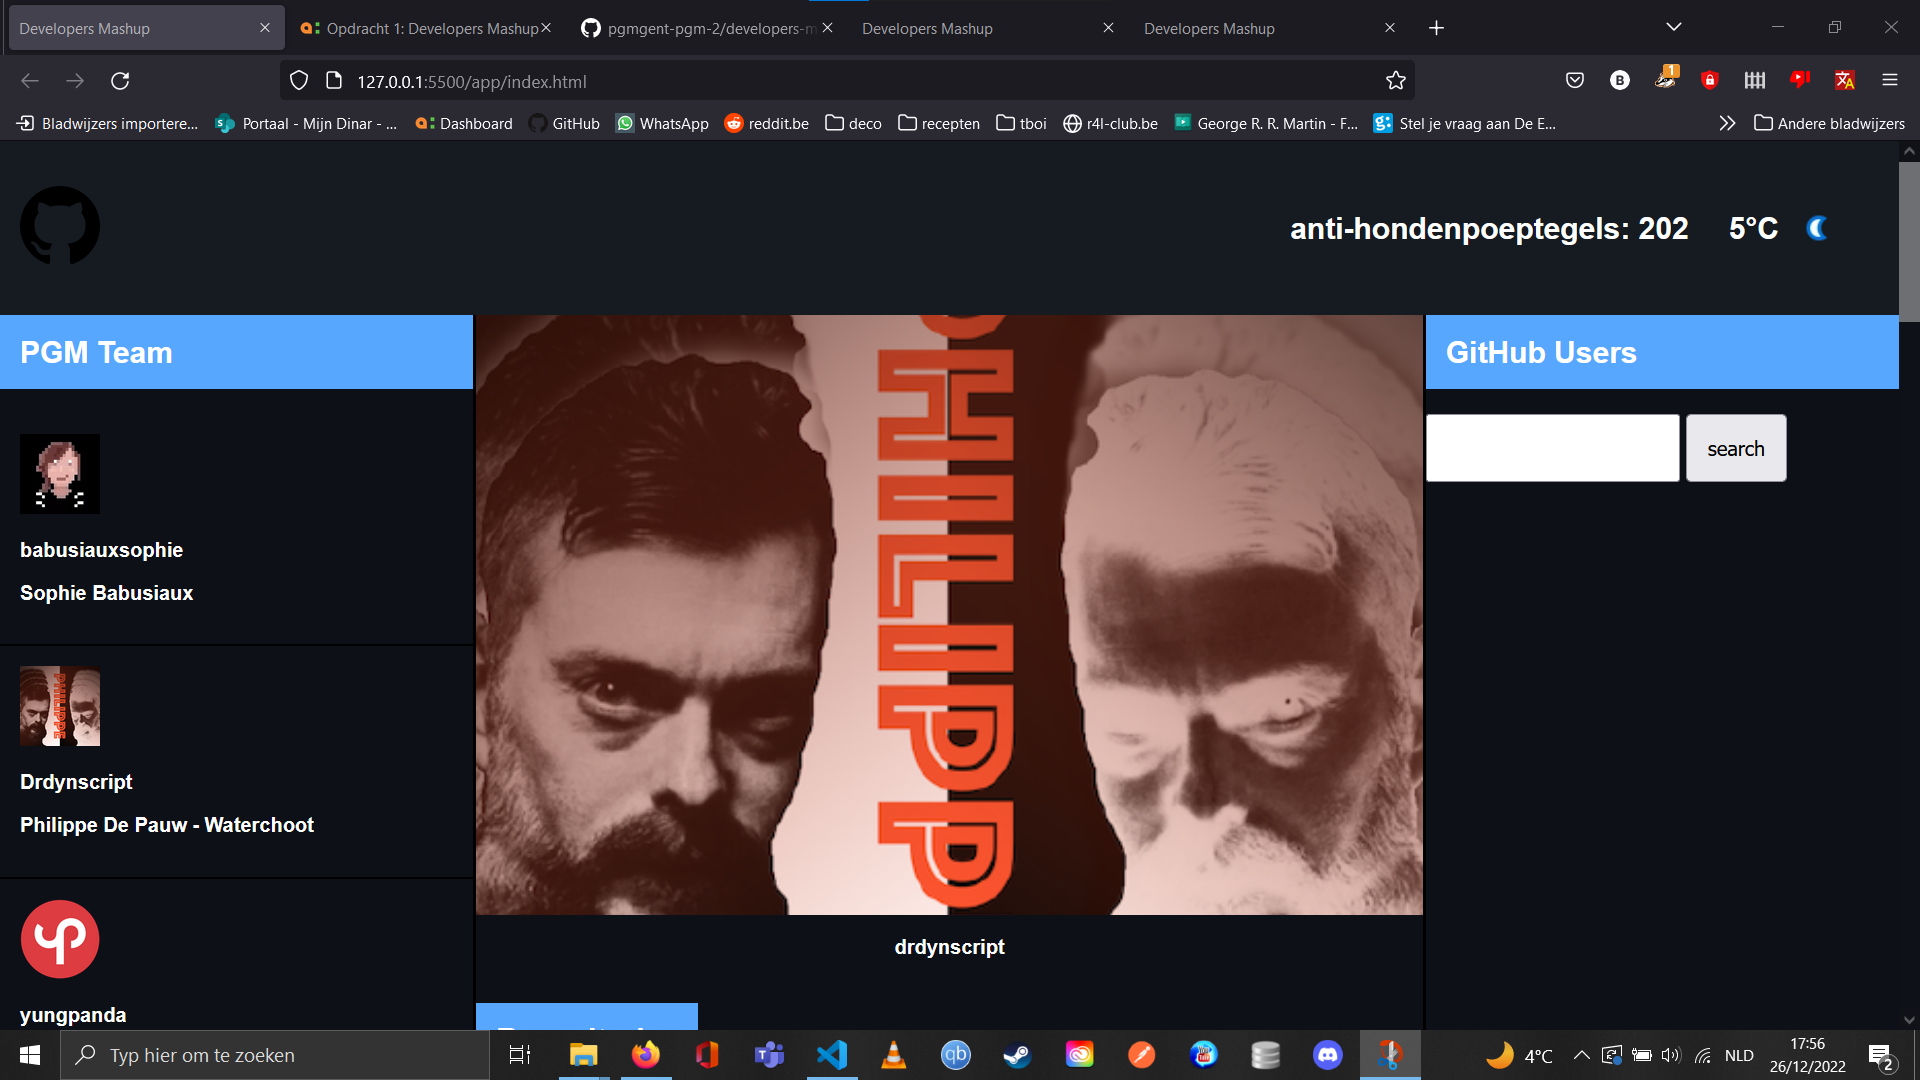 Developers Mashup
Opdracht 1: Developers Mashup
pgmgent-pgm-2/developers-m
Developers Mashup
Developers Mashup
127.0.0.1:5500/app/index.html
B
1
Bladwijzers importere...
Portaal - Mijn Dinar - ...
Dashboard
GitHub
WhatsApp
reddit.be
deco
recepten
tboi
r4l-club.be
George R. R. Martin - F...
Stel je vraag aan De E...
Andere bladwijzers
anti-hondenpoeptegels: 202
5°C
PGM Team
PHILIPP
GitHub Users
search
babusiauxsophie
Sophie Babusiaux
PHILIPPE
Drdynscript
Philippe De Pauw - Waterchoot
yungpanda
drdynscript
Typ hier om te zoeken
qb
4°C
NLD
17:56
26/12/2022
2